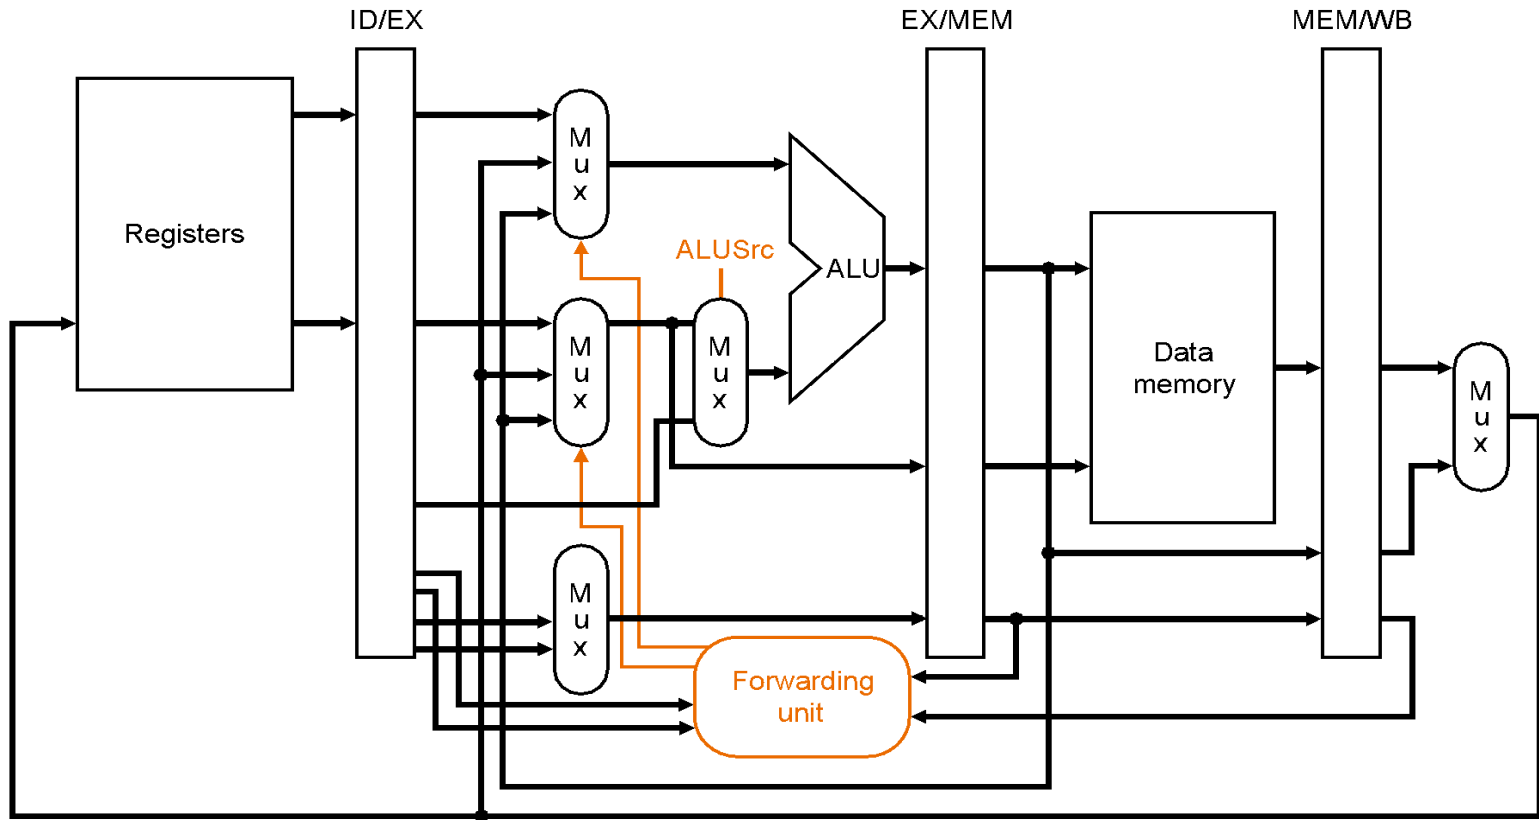 ID/EX
EX/MEM
MEM/WB
Registers
M
u
x
ALUSrc
ALU
M
u
x
M
u
x
Data
memory
M
u
x
M
u
x
Forwarding
unit